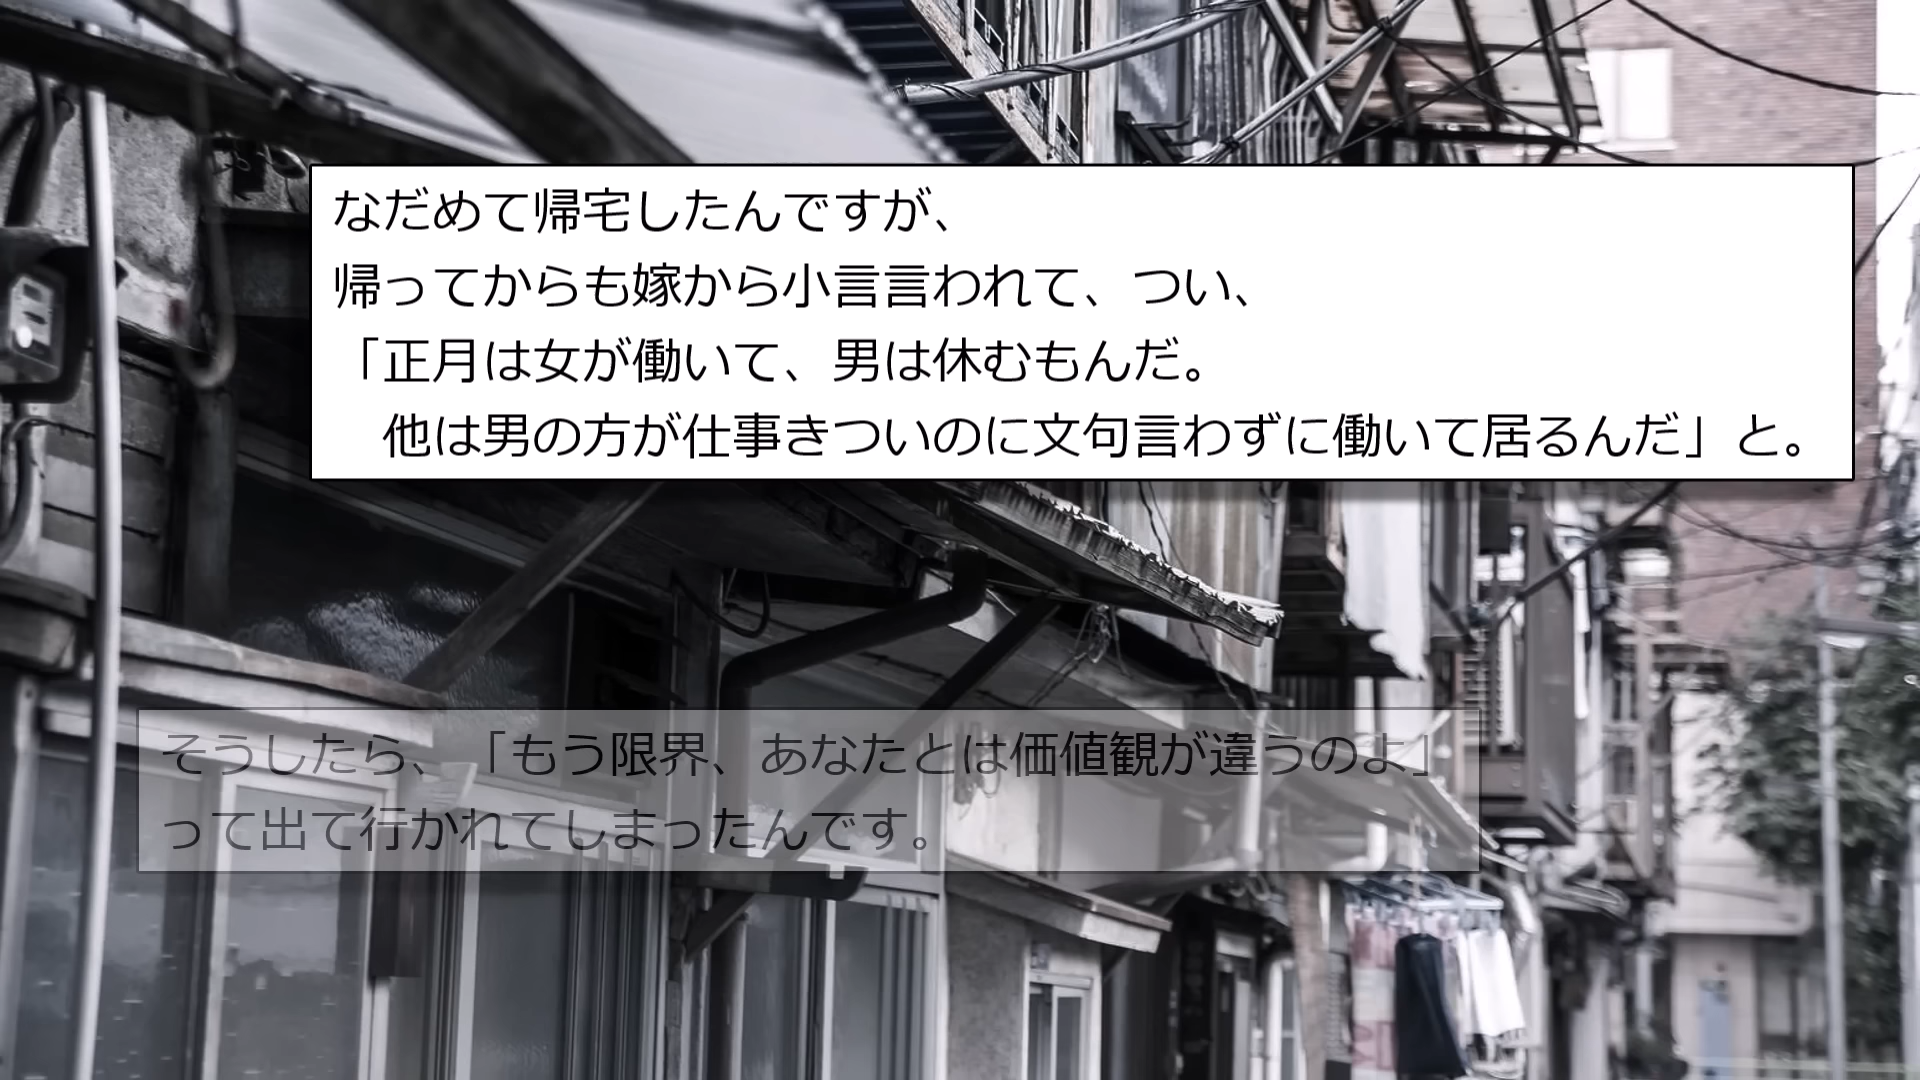 なだめて帰宅したんですが、
帰ってからも嫁から小言言われて、つい、
「正月は女が働いて、男は休むもんだ。
　他は男の方が仕事きついのに文句言わずに働いて居るんだ」と。
そうしたら、「もう限界、あなたとは価値観が違うのよ」
って出て行かれてしまったんです。